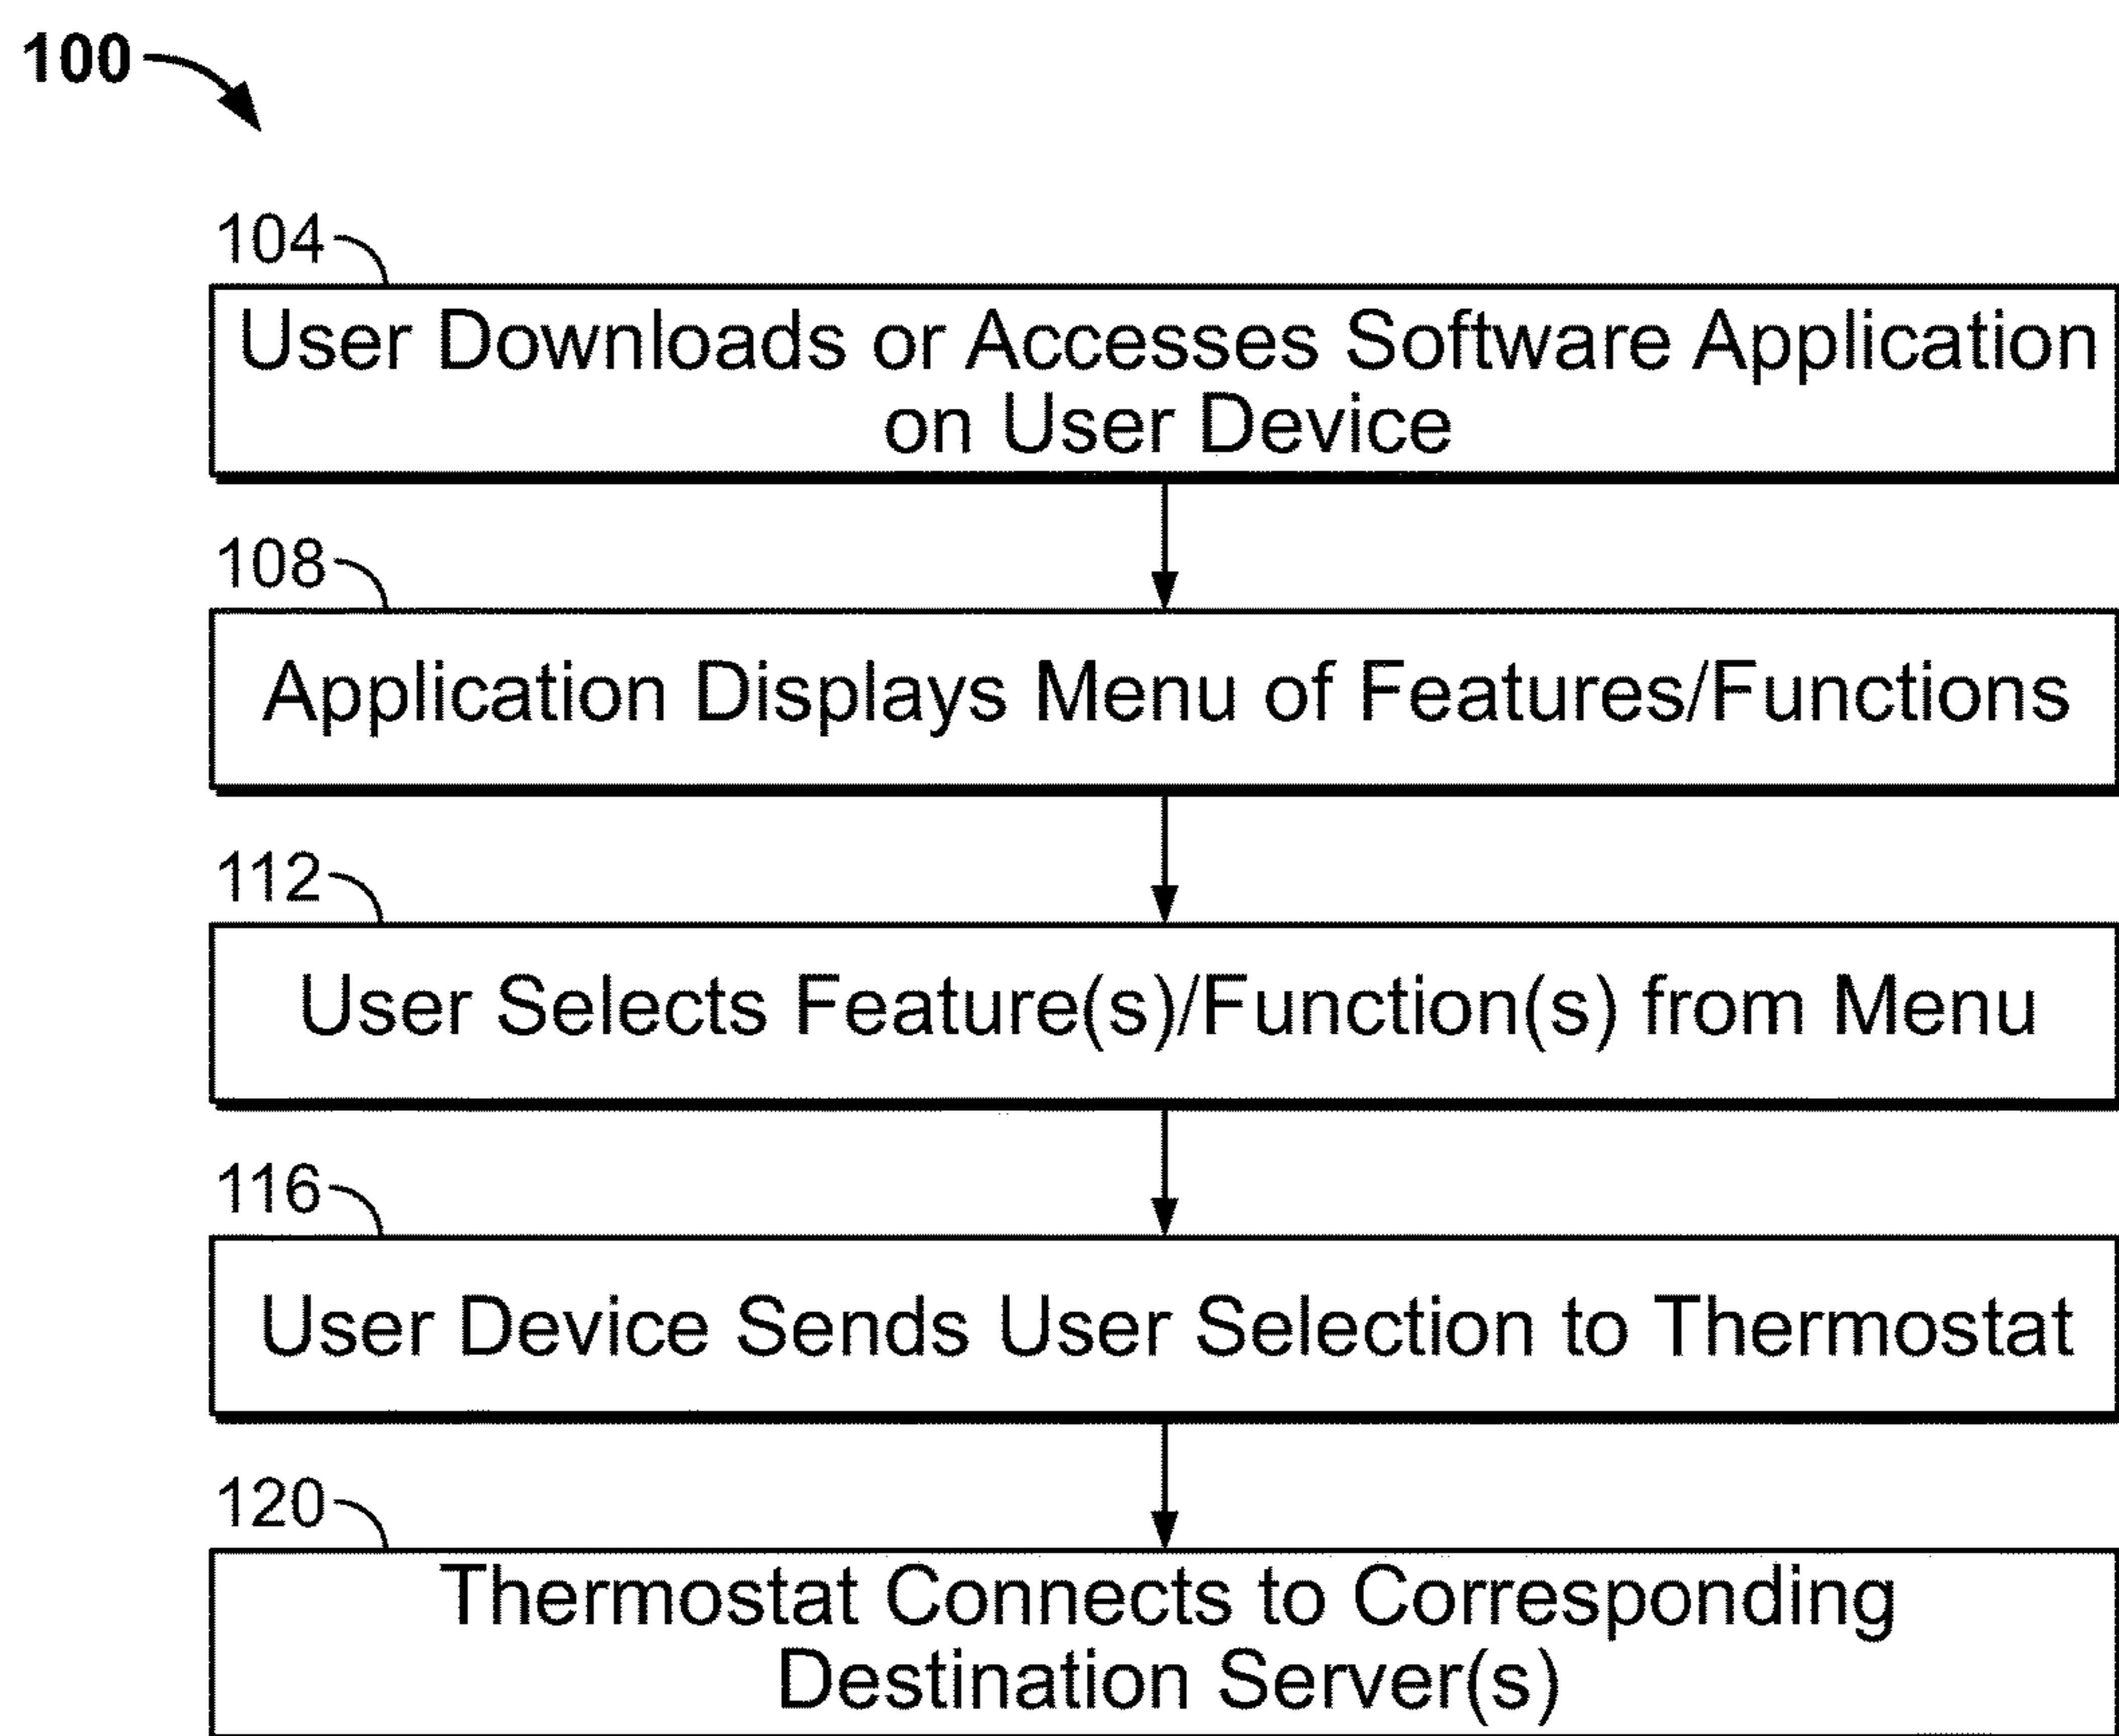 100
104
User Downloads or Accesses Software Application
on User Device
108
Application Displays Menu of Features/Functions
112
User Selects Feature(s)/Function(s) from Menu
116
User Device Sends User Selection to Thermostat
120
Thermostat Connects to Corresponding
Destination Server(s)